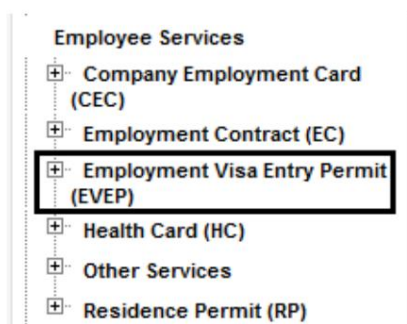 Employee Services
Company Employment Card
(CEC)
Employment Contract (EC)
Employment Visa Entry Permit
(EVEP)
Health Card (HC)
Other Services
Residence Permit (RP)